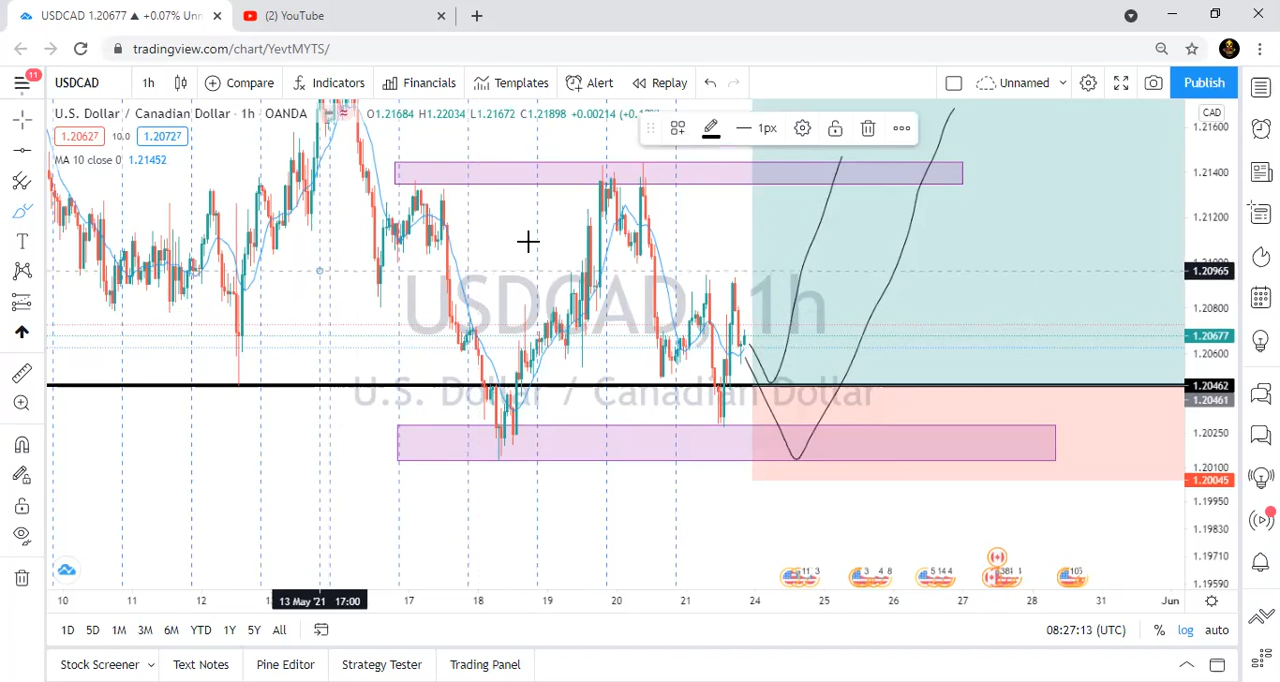 USDCAD 1.20677 ▲ +0.07% Unn
(2) YouTube
tradingview.com/chart/YevtMYTS/
11
USDCAD
1h
Compare
Indicators
Financials
Templates
Alert
Replay
Unnamed
Publish
U.S. Dollar / Canadian Dollar · 1h · OANDA
O1.21684 H1.22034 L1.21672 C1.21898 +0.00214
1.20627 10.0 1.20727
MA 10 close 0 1.21452
1px
CAD
1.21600
1.21400
1.21200
1.20965
1.20800
1.20677
1.20600
1.20462
1.20461
1.20250
1.20100
1.20045
1.19950
1.19830
1.19710
1.19590
USDCAD, 1h
U.S. Dollar / Canadian Dollar
10 11 12 13 May '21 17:00 17 18 19 20 21 24 25 26 27 28 31 Jun
1D 5D 1M 3M 6M YTD 1Y 5Y All
08:27:13 (UTC)
%
log
auto
Stock Screener
Text Notes
Pine Editor
Strategy Tester
Trading Panel